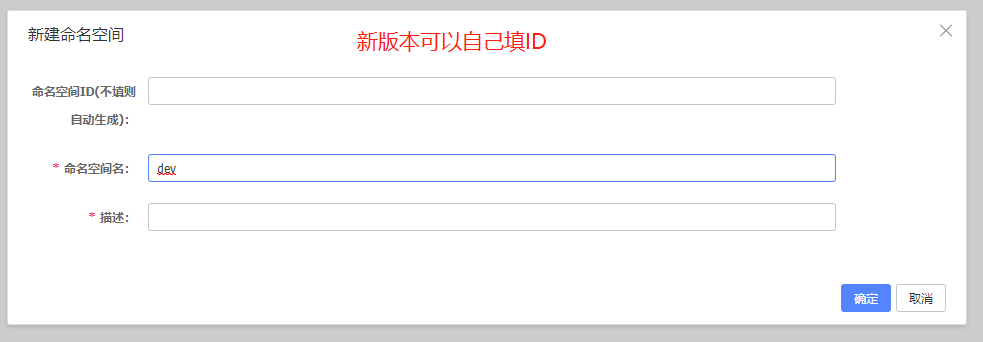 新建命名空间
新版本可以自己填ID
命名空间ID(不填则
自动生成):
* 命名空间名:
dev
* 描述:
确定
取消